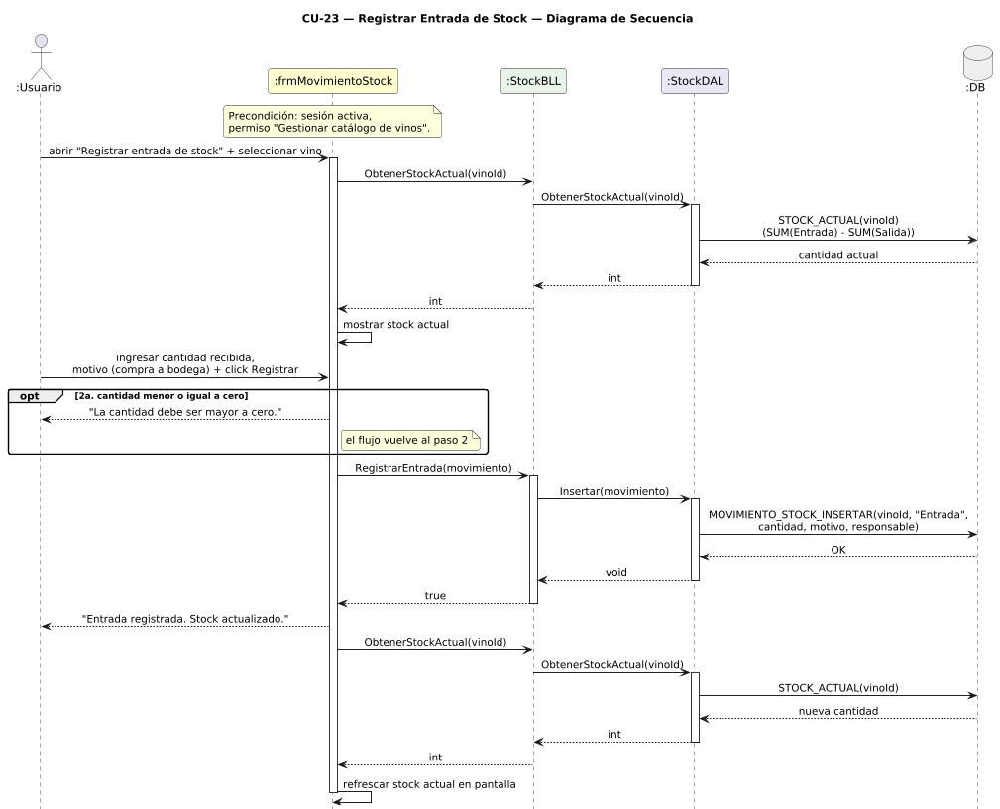 CU-23 — Registrar Entrada de Stock — Diagrama de Secuencia
:Usuario
:frmMovimientoStock
:StockBLL
:StockDAL
:DB
Precondición: sesión activa,
permiso "Gestionar catálogo de vinos".
abrir "Registrar entrada de stock" + seleccionar vino
ObtenerStockActual(vinoId)
ObtenerStockActual(vinoId)
STOCK_ACTUAL(vinoId)
(SUM(Entrada) - SUM(Salida))
cantidad actual
int
int
mostrar stock actual
ingresar cantidad recibida,
motivo (compra a bodega) + click Registrar
opt
[2a. cantidad menor o igual a cero]
"La cantidad debe ser mayor a cero."
el flujo vuelve al paso 2
RegistrarEntrada(movimiento)
Insertar(movimiento)
MOVIMIENTO_STOCK_INSERTAR(vinoId, "Entrada",
cantidad, motivo, responsable)
OK
void
true
"Entrada registrada. Stock actualizado."
ObtenerStockActual(vinoId)
ObtenerStockActual(vinoId)
STOCK_ACTUAL(vinoId)
nueva cantidad
int
int
refrescar stock actual en pantalla